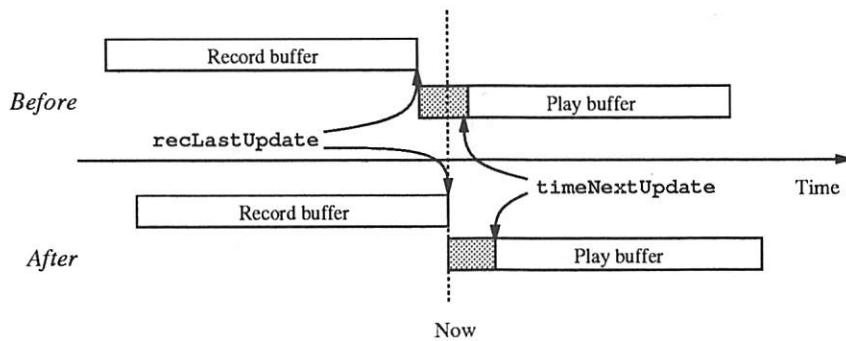 Record buffer
Before
Play buffer
recLastUpdate
timeNextUpdate
Time
Record buffer
After
Play buffer
Now